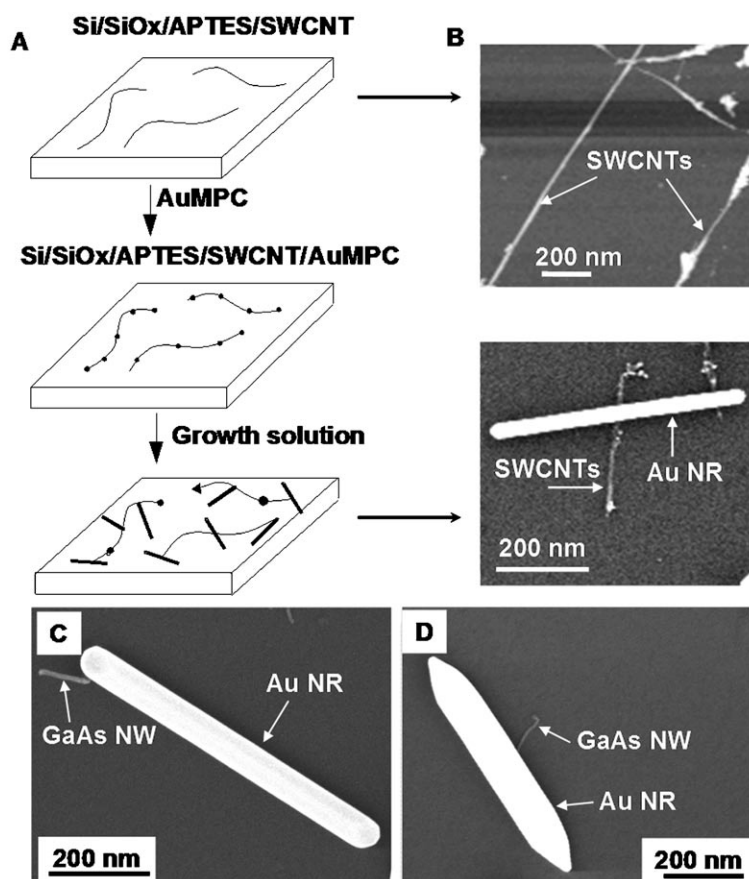 Si/SiOx/APTES/SWCNT
A
B
SWCNTs
200 nm
AuMPC
Si/SiOx/APTES/SWCNT/AuMPC
Growth solution
SWCNTs
Au NR
200 nm
C
Au NR
GaAs NW
200 nm
D
GaAs NW
Au NR
200 nm